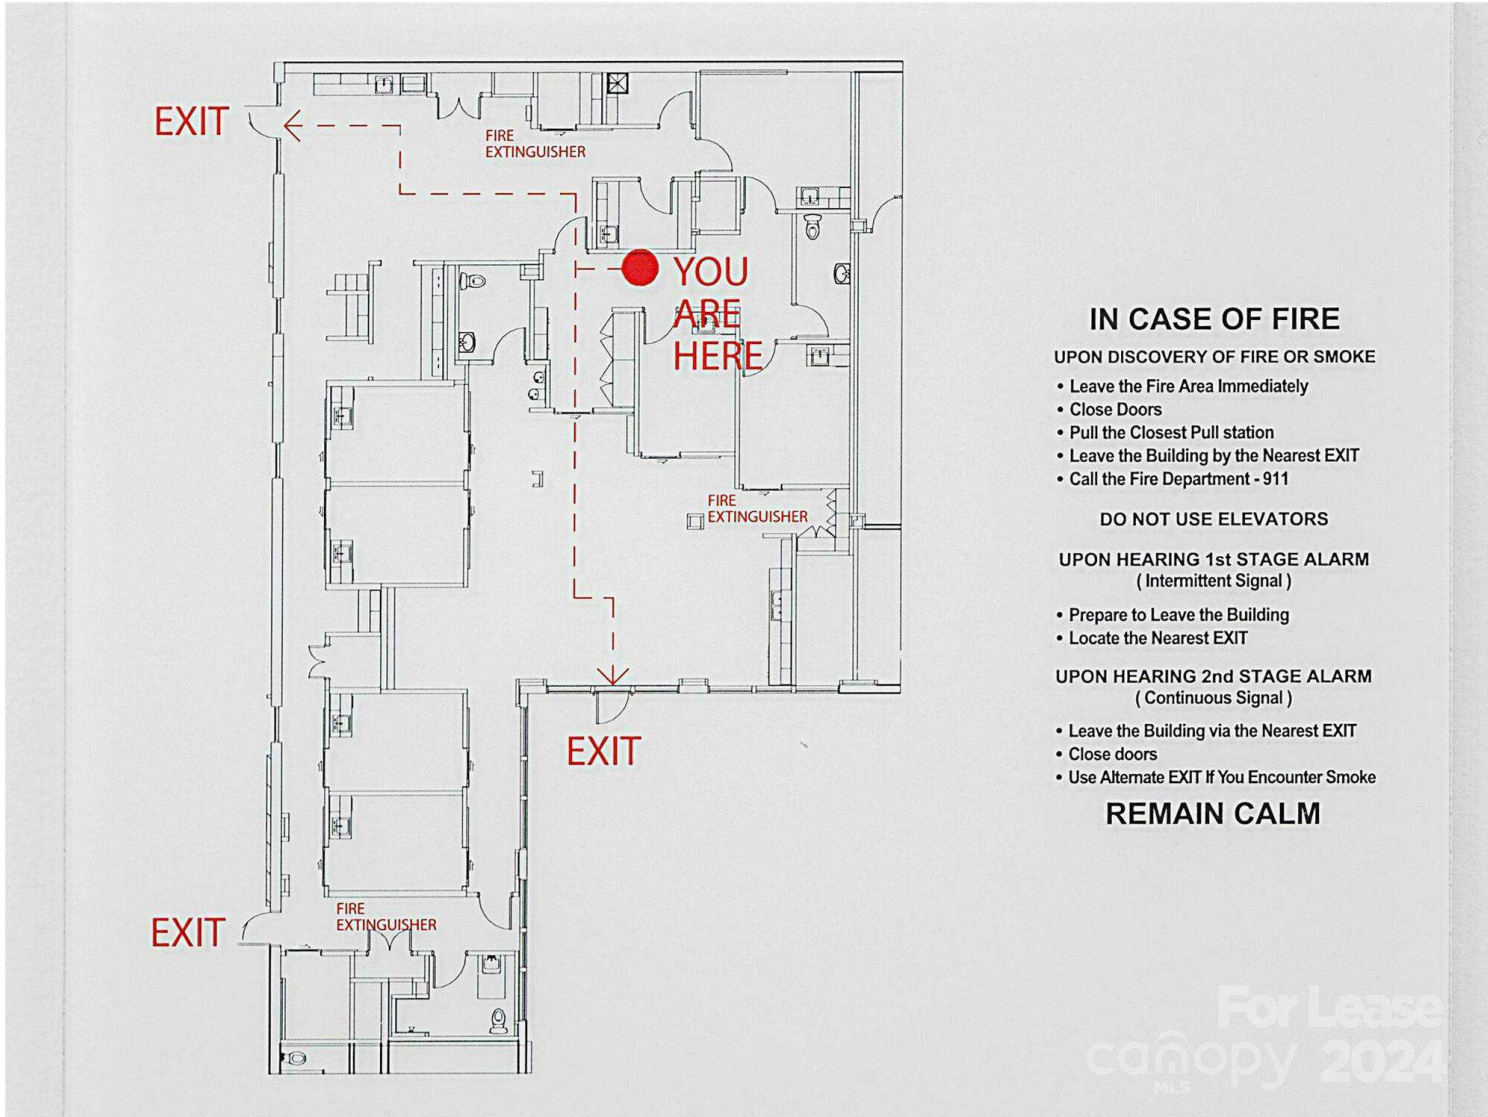 EXIT
FIRE
EXTINGUISHER
YOU
ARE
HERE
FIRE
EXTINGUISHER
EXIT
FIRE
EXTINGUISHER
EXIT
IN CASE OF FIRE
UPON DISCOVERY OF FIRE OR SMOKE
• Leave the Fire Area Immediately
• Close Doors
• Pull the Closest Pull station
• Leave the Building by the Nearest EXIT
• Call the Fire Department - 911
DO NOT USE ELEVATORS
UPON HEARING 1st STAGE ALARM
( Intermittent Signal )
• Prepare to Leave the Building
• Locate the Nearest EXIT
UPON HEARING 2nd STAGE ALARM
( Continuous Signal )
• Leave the Building via the Nearest EXIT
• Close doors
• Use Alternate EXIT If You Encounter Smoke
REMAIN CALM
For Lease
canopy 2024
MLS